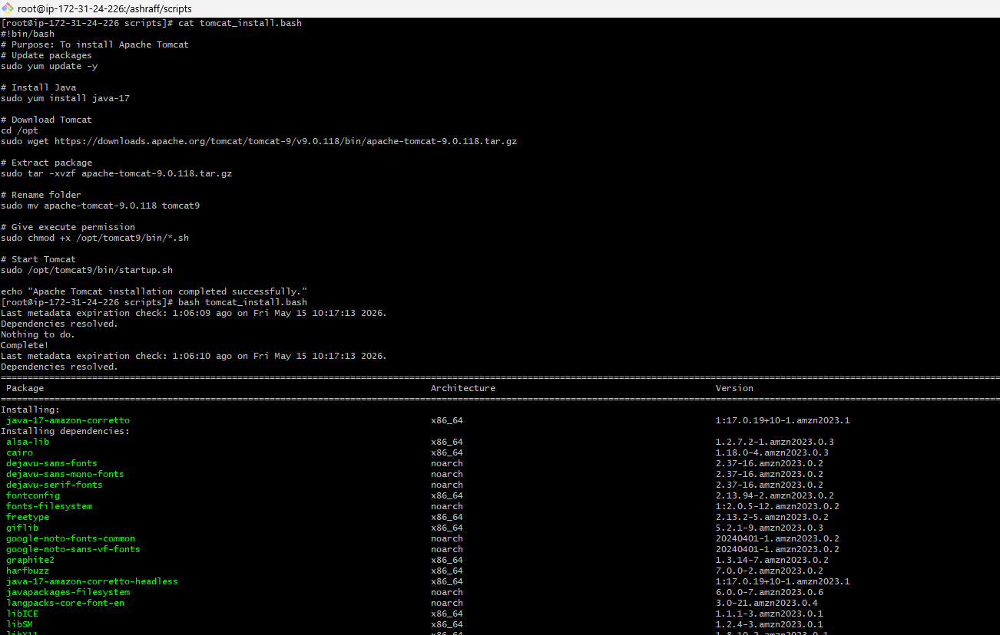 root@ip-172-31-24-226:/ashraff/scripts
[root@ip-172-31-24-226 scripts]# cat tomcat_install.bash
#!bin/bash
# Purpose: To install Apache Tomcat
# Update packages
sudo yum update -y
# Install Java
sudo yum install java-17
# Download Tomcat
cd /opt
sudo wget https://downloads.apache.org/tomcat/tomcat-9/v9.0.118/bin/apache-tomcat-9.0.118.tar.gz
# Extract package
sudo tar -xvzf apache-tomcat-9.0.118.tar.gz
# Rename folder
sudo mv apache-tomcat-9.0.118 tomcat9
# Give execute permission
sudo chmod +x /opt/tomcat9/bin/*.sh
# Start Tomcat
sudo /opt/tomcat9/bin/startup.sh
echo "Apache Tomcat installation completed successfully."
[root@ip-172-31-24-226 scripts]# bash tomcat_install.bash
Last metadata expiration check: 1:06:09 ago on Fri May 15 10:17:13 2026.
Dependencies resolved.
Nothing to do.
Complete!
Last metadata expiration check: 1:06:10 ago on Fri May 15 10:17:13 2026.
Dependencies resolved.
Package Architecture Version
Installing:
java-17-amazon-corretto x86_64 1:17.0.19+10-1.amzn2023.1
Installing dependencies:
alsa-lib x86_64 1.2.7.2-1.amzn2023.0.3
cairo x86_64 1.18.0-4.amzn2023.0.3
dejavu-sans-fonts noarch 2.37-16.amzn2023.0.2
dejavu-sans-mono-fonts noarch 2.37-16.amzn2023.0.2
dejavu-serif-fonts noarch 2.37-16.amzn2023.0.2
fontconfig x86_64 2.13.94-2.amzn2023.0.2
fonts-filesystem noarch 1:2.0.5-12.amzn2023.0.2
freetype x86_64 2.13.2-5.amzn2023.0.2
giflib x86_64 5.2.1-9.amzn2023.0.3
google-noto-fonts-common noarch 20240401-1.amzn2023.0.2
google-noto-sans-vf-fonts noarch 20240401-1.amzn2023.0.2
graphite2 x86_64 1.3.14-7.amzn2023.0.2
harfbuzz x86_64 7.0.0-2.amzn2023.0.2
java-17-amazon-corretto-headless x86_64 1:17.0.19+10-1.amzn2023.1
javapackages-filesystem noarch 6.0.0-7.amzn2023.0.6
langpacks-core-font-en noarch 3.0-21.amzn2023.0.4
libICE x86_64 1.1.1-3.amzn2023.0.1
libSM x86_64 1.2.4-3.amzn2023.0.1
libX11 x86_64